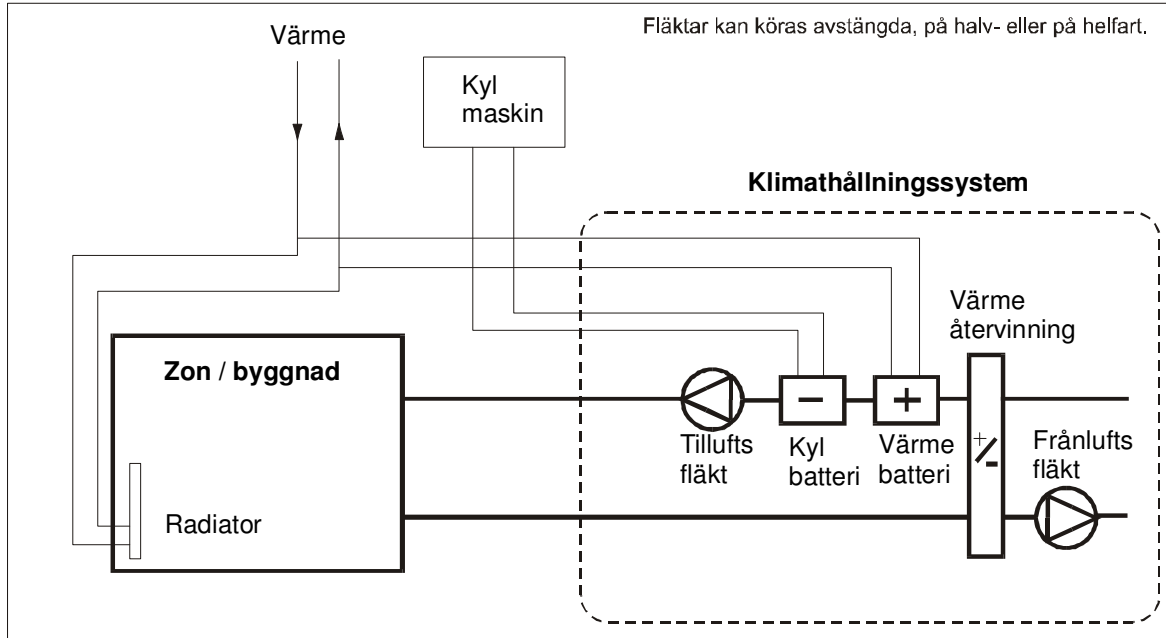 Fläktar kan köras avstängda, på halv- eller på helfart.
Värme
Kyl
maskin
Klimathållningssystem
Värme
återvinning
Zon / byggnad
−
+
+/-
Tillufts
fläkt
Kyl
batteri
Värme
batteri
Frånlufts
fläkt
Radiator